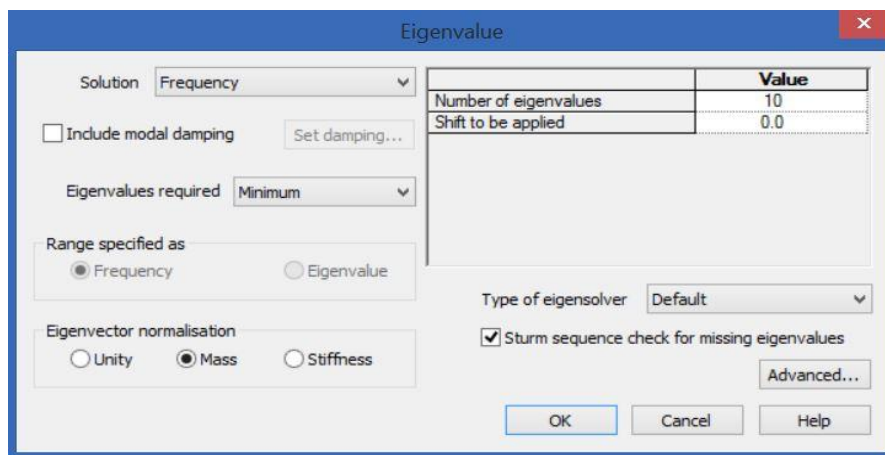 Eigenvalue
Solution Frequency
Include modal damping Set damping...
Eigenvalues required Minimum
Range specified as
Frequency Eigenvalue
Eigenvector normalisation
Unity Mass Stiffness
Value
Number of eigenvalues 10
Shift to be applied 0.0
Type of eigensolver Default
Sturm sequence check for missing eigenvalues
Advanced...
OK Cancel Help